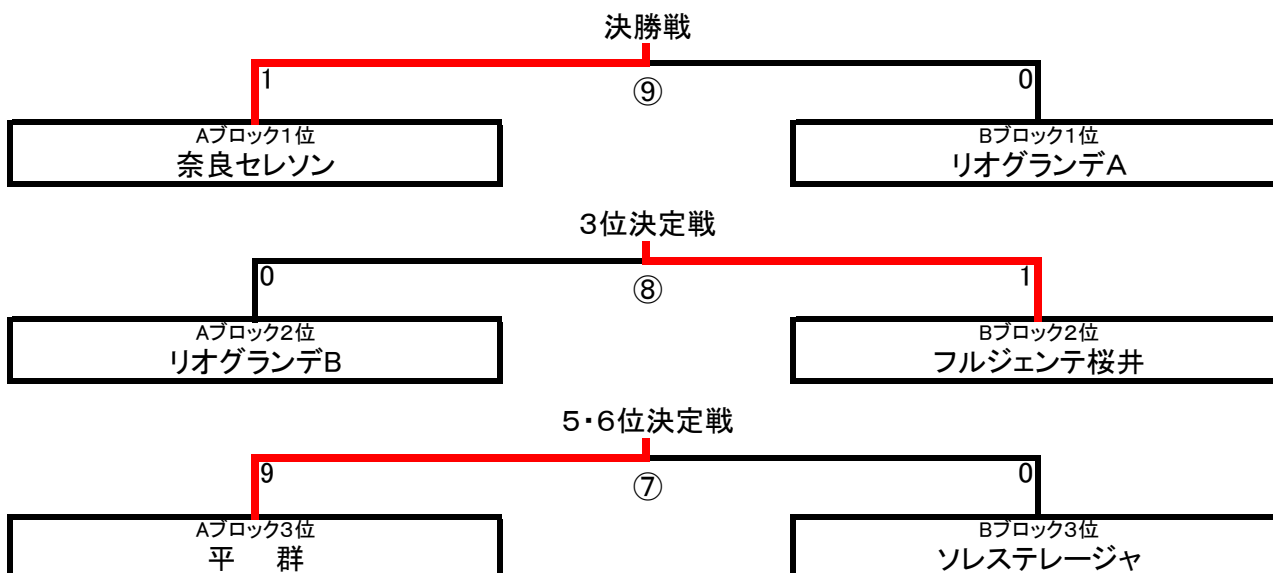 決勝戦
1
0
⑨
Aブロック1位
奈良セレソン
Bブロック1位
リオグランデA
3位決定戦
0
1
⑧
Aブロック2位
リオグランデB
Bブロック2位
フルジェンテ桜井
5・6位決定戦
9
0
⑦
Aブロック3位
平　群
Bブロック3位
ソレステレージャ